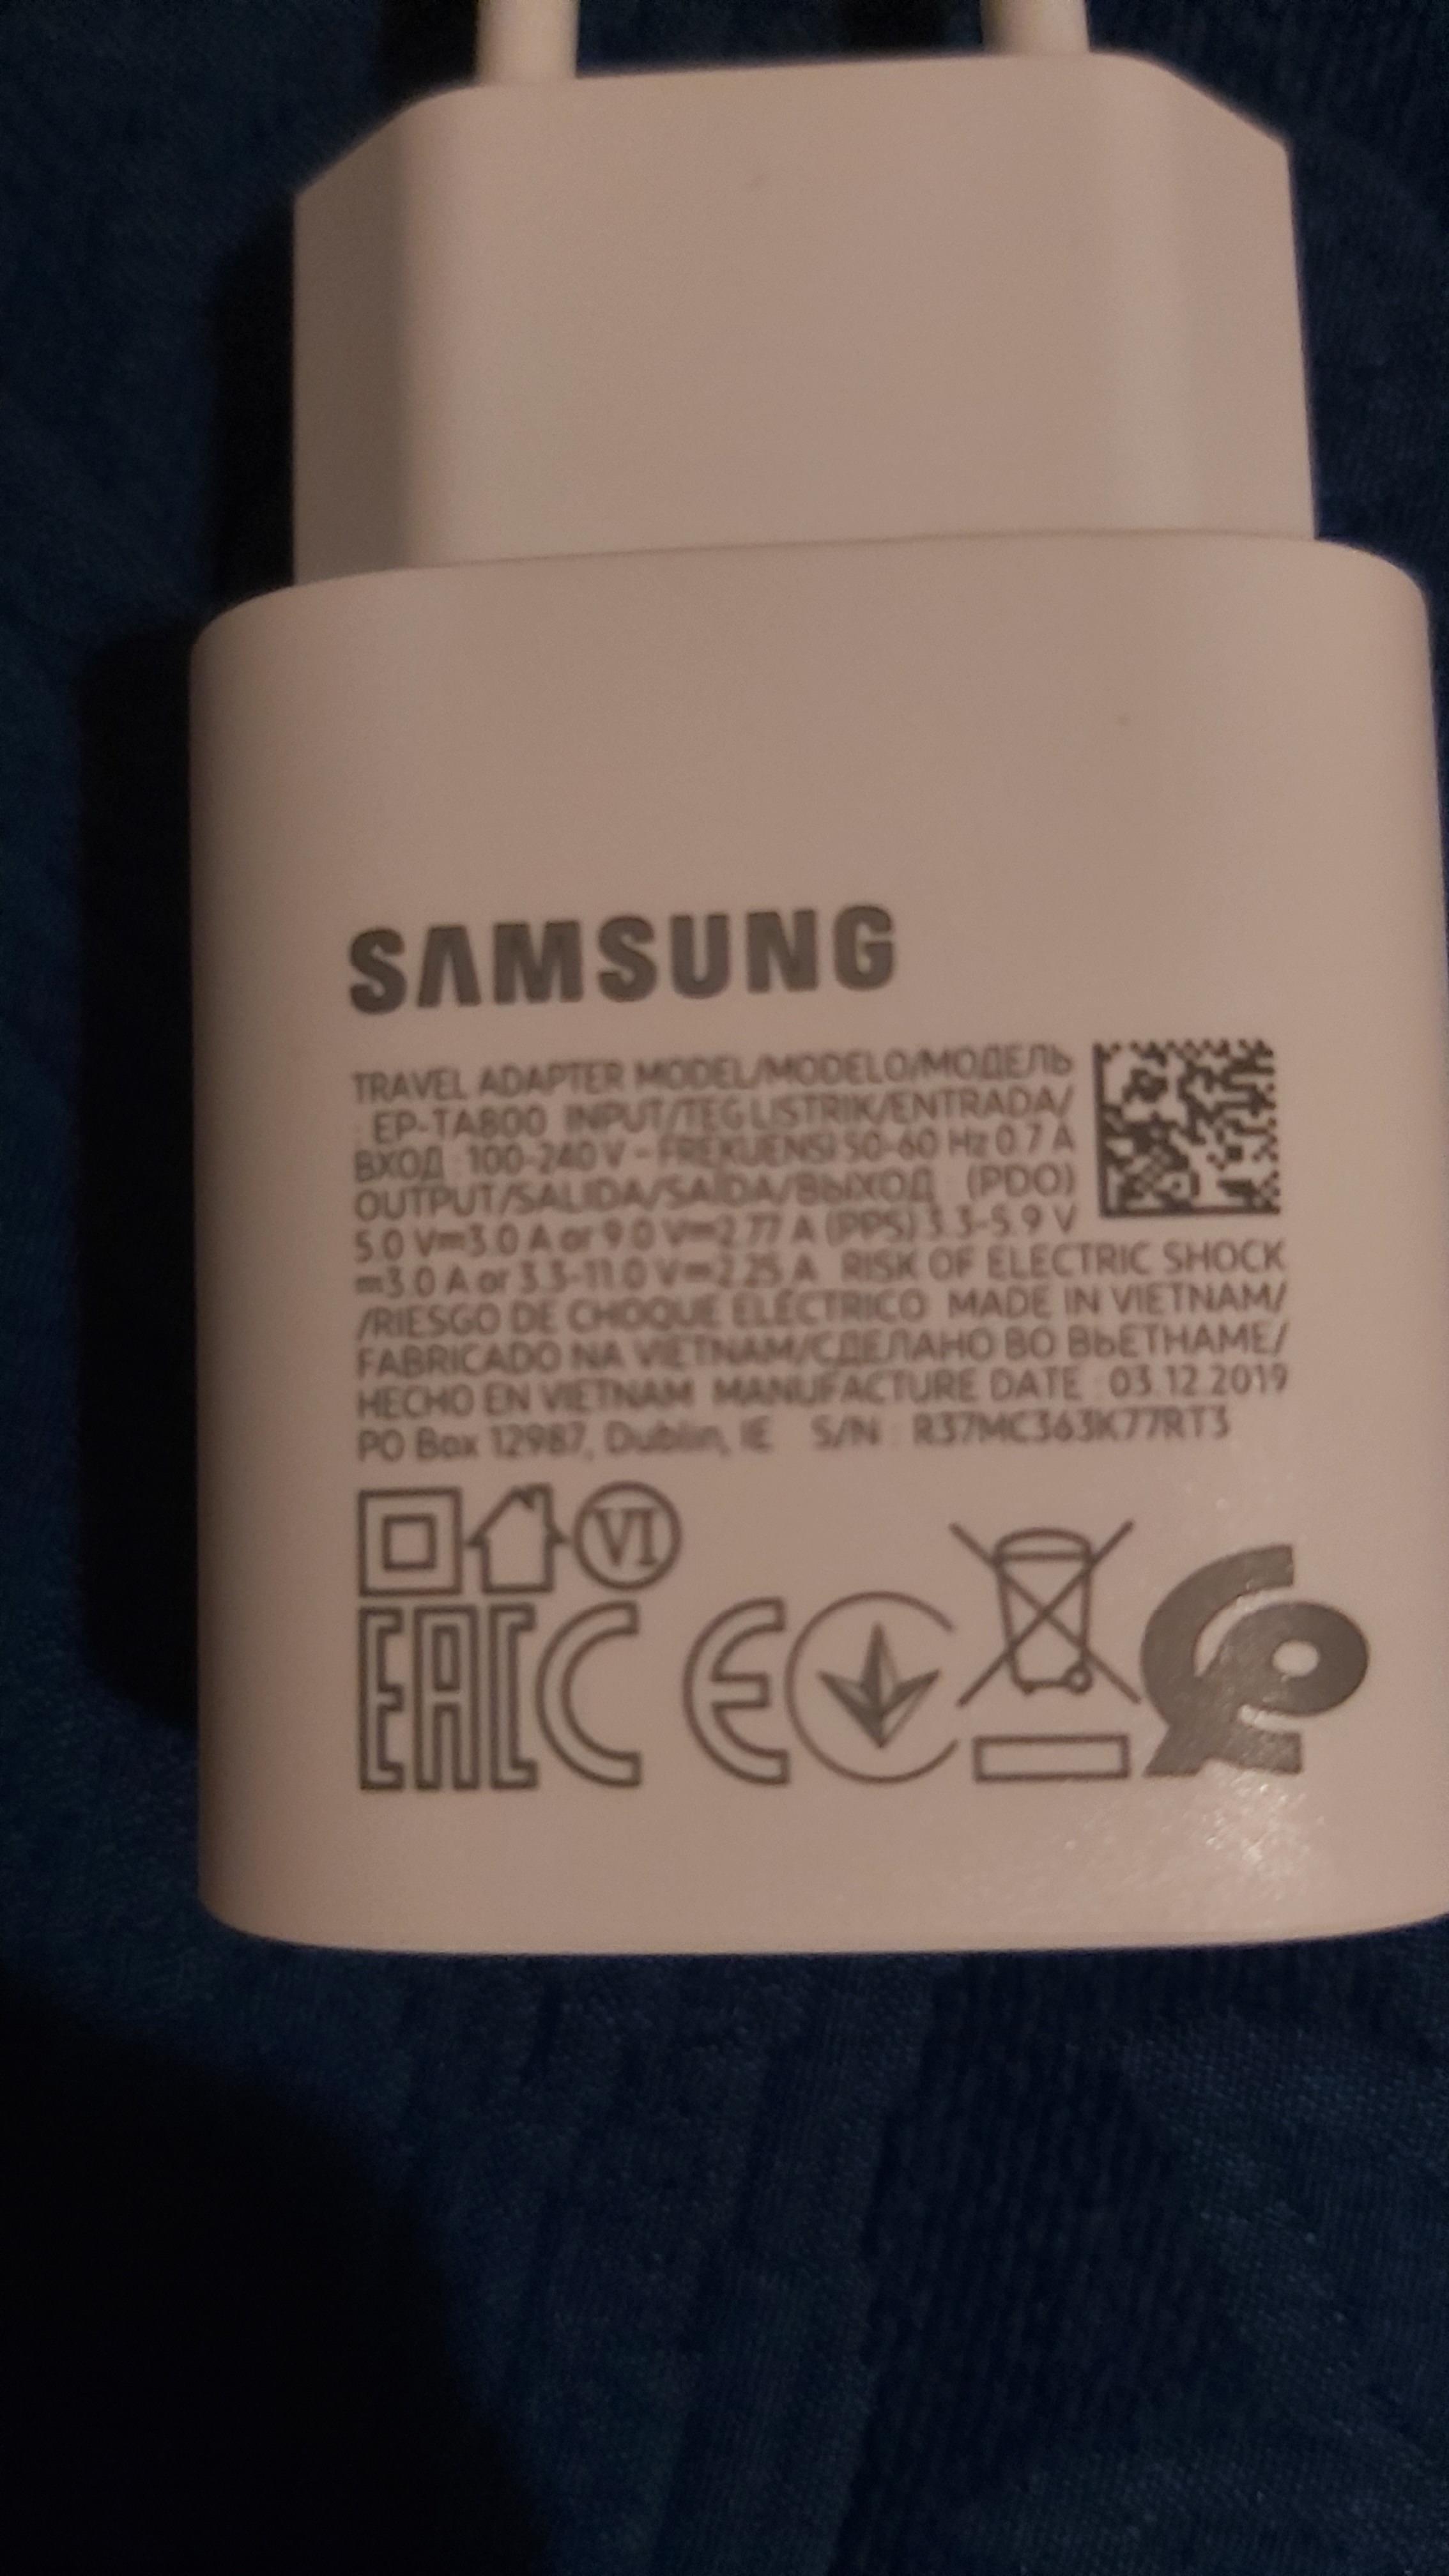 SAMSUNG
TRAVEL ADAPTER MODEL/MODELO/МОДЕЛЬ
: EP-TA800 INPUT/TEG.LISTRIK/ENTRADA/
ВХОД : 100-240 V ~ FREKUENSI 50-60 Hz 0.7 A
OUTPUT/SALIDA/SAÍDA/ВЫХОД : (PDO)
5.0 V⎓3.0 A or 9.0 V⎓2.77 A (PPS) 3.3-5.9 V
⎓3.0 A or 3.3-11.0 V⎓2.25 A RISK OF ELECTRIC SHOCK
/RIESGO DE CHOQUE ELÉCTRICO MADE IN VIETNAM/
FABRICADO NA VIETNAM/СДЕЛАНО ВО ВЬЕТНАМЕ/
HECHO EN VIETNAM MANUFACTURE DATE : 03.12.2019
PO Box 12987, Dublin, IE S/N : R37MC363K77RT3
VI
EAC CE